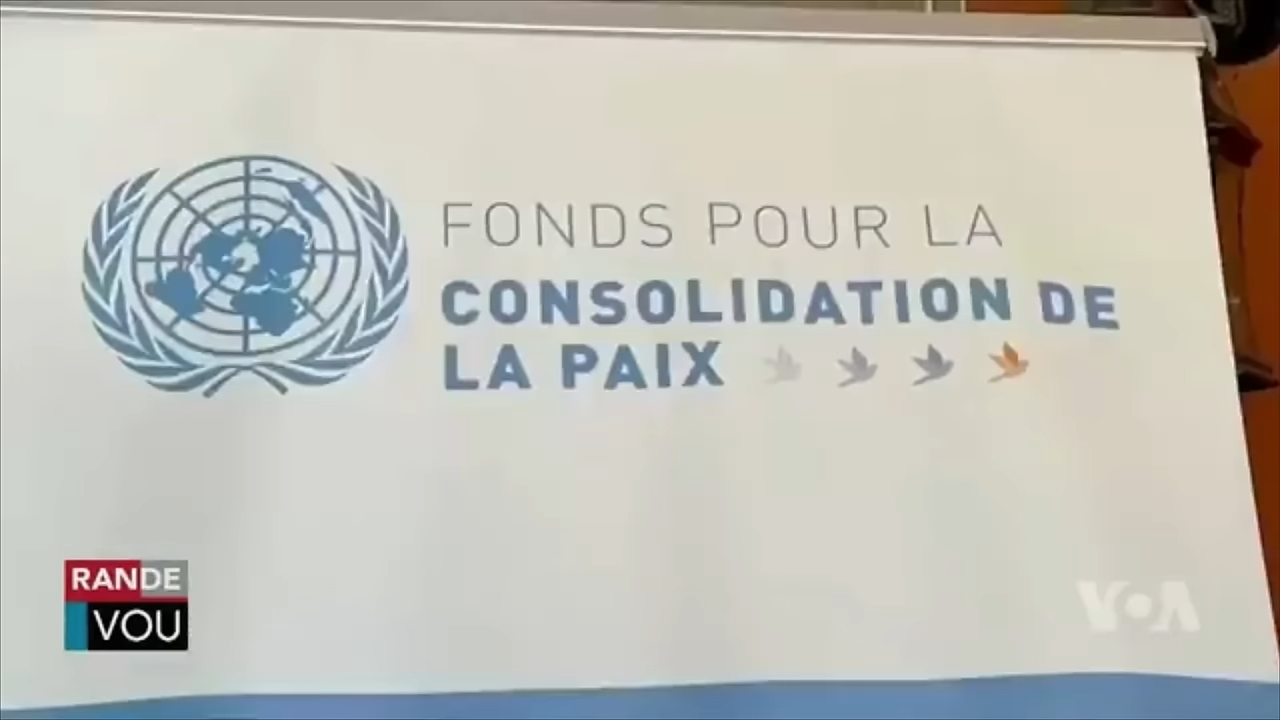 FONDS POUR LA
CONSOLIDATION DE
LA PAIX
RANDE
VOU
VOA